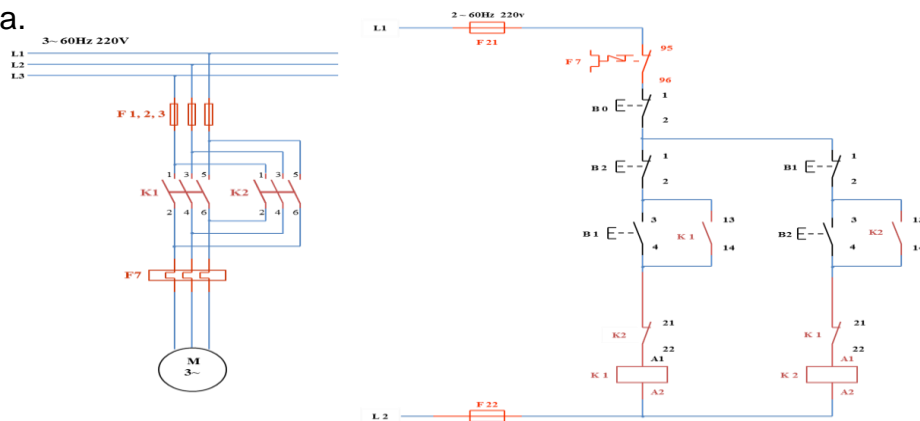 a.
3~ 60Hz 220V
L1
L2
L3
F 1, 2, 3
1 3 5
1 3 5
K1
K2
2 4 6
2 4 6
F7
M
3~
2 ~ 60Hz 220v
L1
F 21
95
F 7
96
1
B 0
2
1
B2
2
1
B1
2
3
B 1
4
13
K 1
14
3
B2
4
K2
21
K2
22
21
K 1
22
A1
K 1
A2
A1
K 2
A2
F 22
L 2